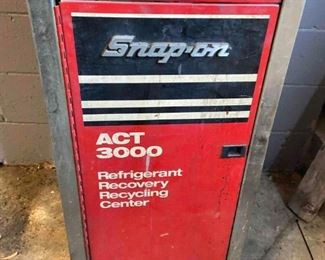 Snap-on
ACT
3000
Refrigerant
Recovery
Recycling
Center